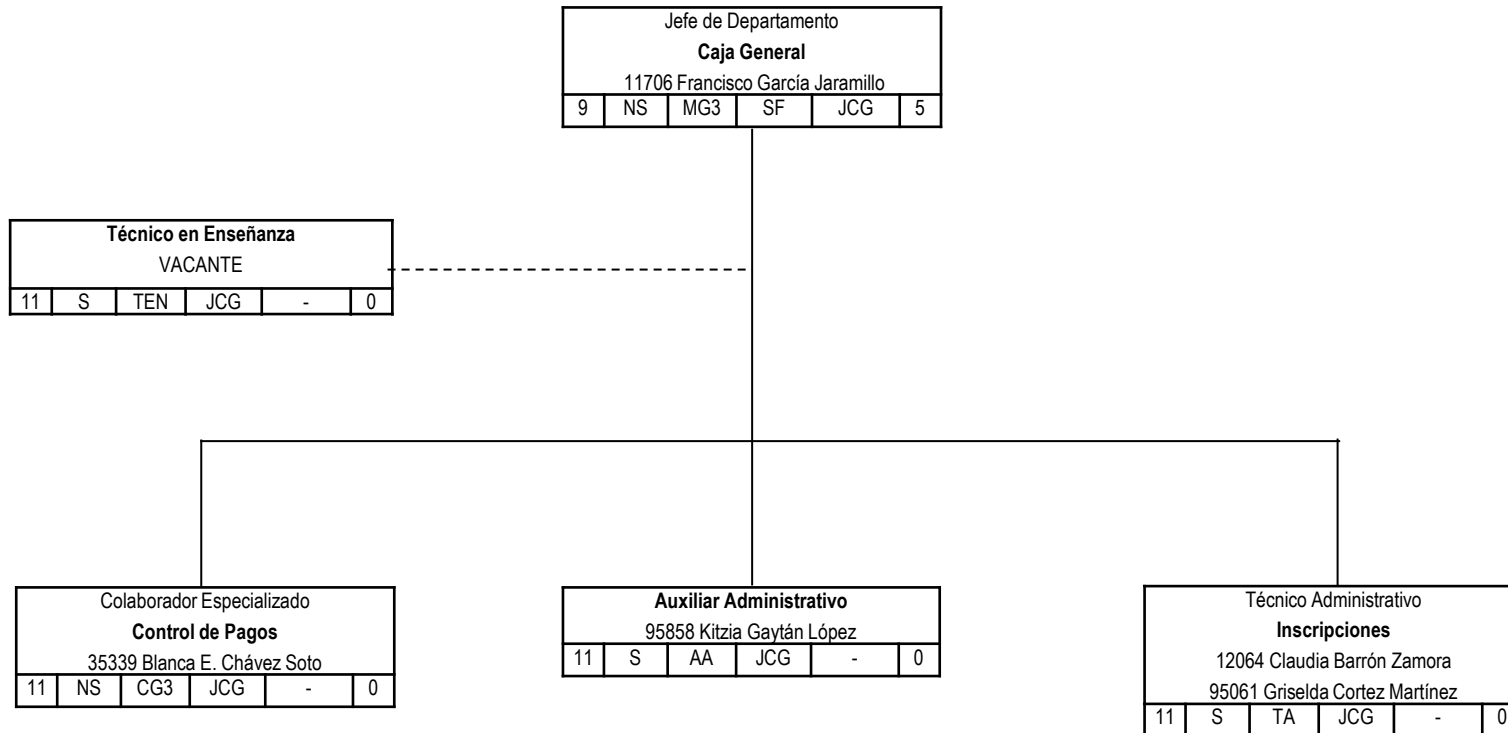 Jefe de Departamento
Caja General
11706 Francisco García Jaramillo
9 NS MG3 SF JCG 5
Técnico en Enseñanza
VACANTE
11 S TEN JCG - 0
Colaborador Especializado
Control de Pagos
35339 Blanca E. Chávez Soto
11 NS CG3 JCG - 0
Auxiliar Administrativo
95858 Kitzia Gaytán López
11 S AA JCG - 0
Técnico Administrativo
Inscripciones
12064 Claudia Barrón Zamora
95061 Griselda Cortez Martínez
11 S TA JCG - 0